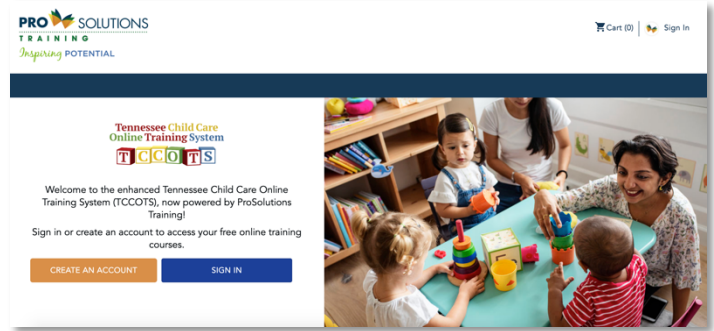 PRO SOLUTIONS
TRAINING
Inspiring POTENTIAL
Cart (0) Sign In
Tennessee Child Care
Online Training System
TCCOTS
Welcome to the enhanced Tennessee Child Care Online
Training System (TCCOTS), now powered by ProSolutions
Training!
Sign in or create an account to access your free online training
courses.
CREATE AN ACCOUNT SIGN IN